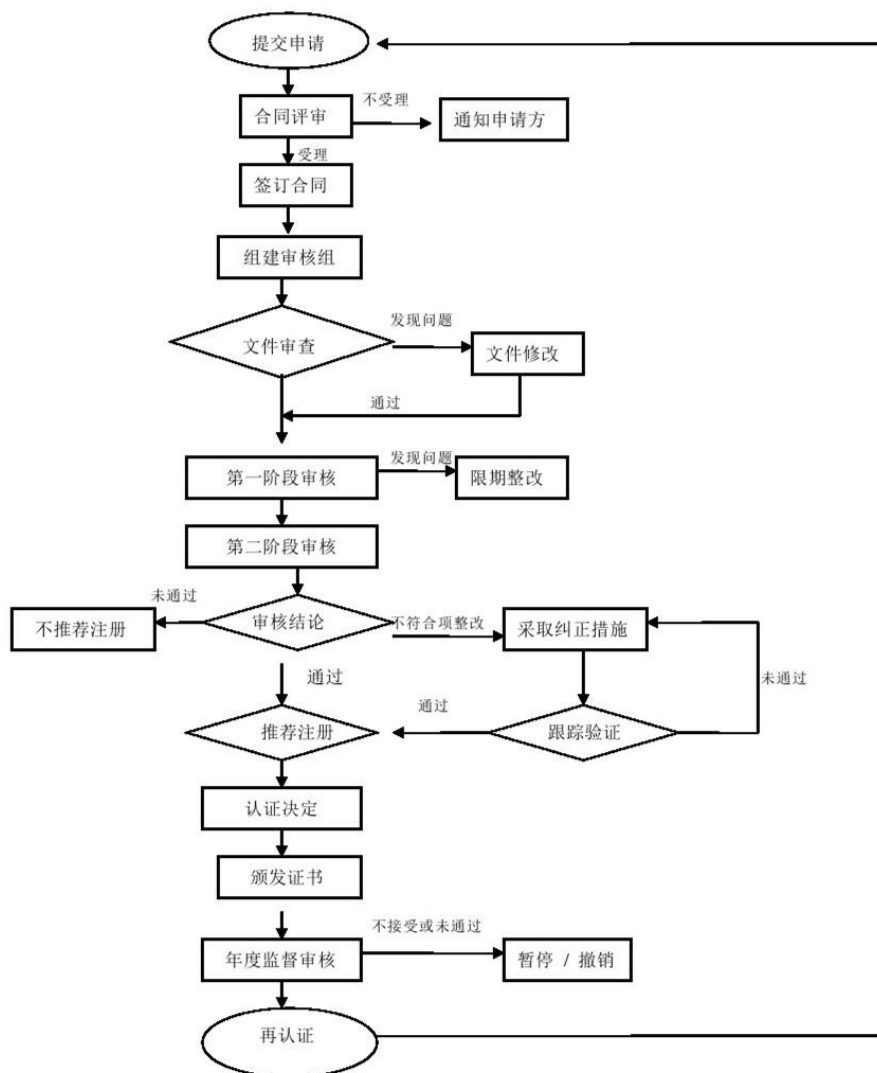 提交申请
不受理
合同评审
通知申请方
受理
签订合同
组建审核组
发现问题
文件审查
文件修改
通过
发现问题
第一阶段审核
限期整改
第二阶段审核
未通过
不推荐注册
审核结论
不符合项整改
采取纠正措施
通过
未通过
通过
推荐注册
跟踪验证
认证决定
颁发证书
不接受或未通过
年度监督审核
暂停 / 撤销
再认证